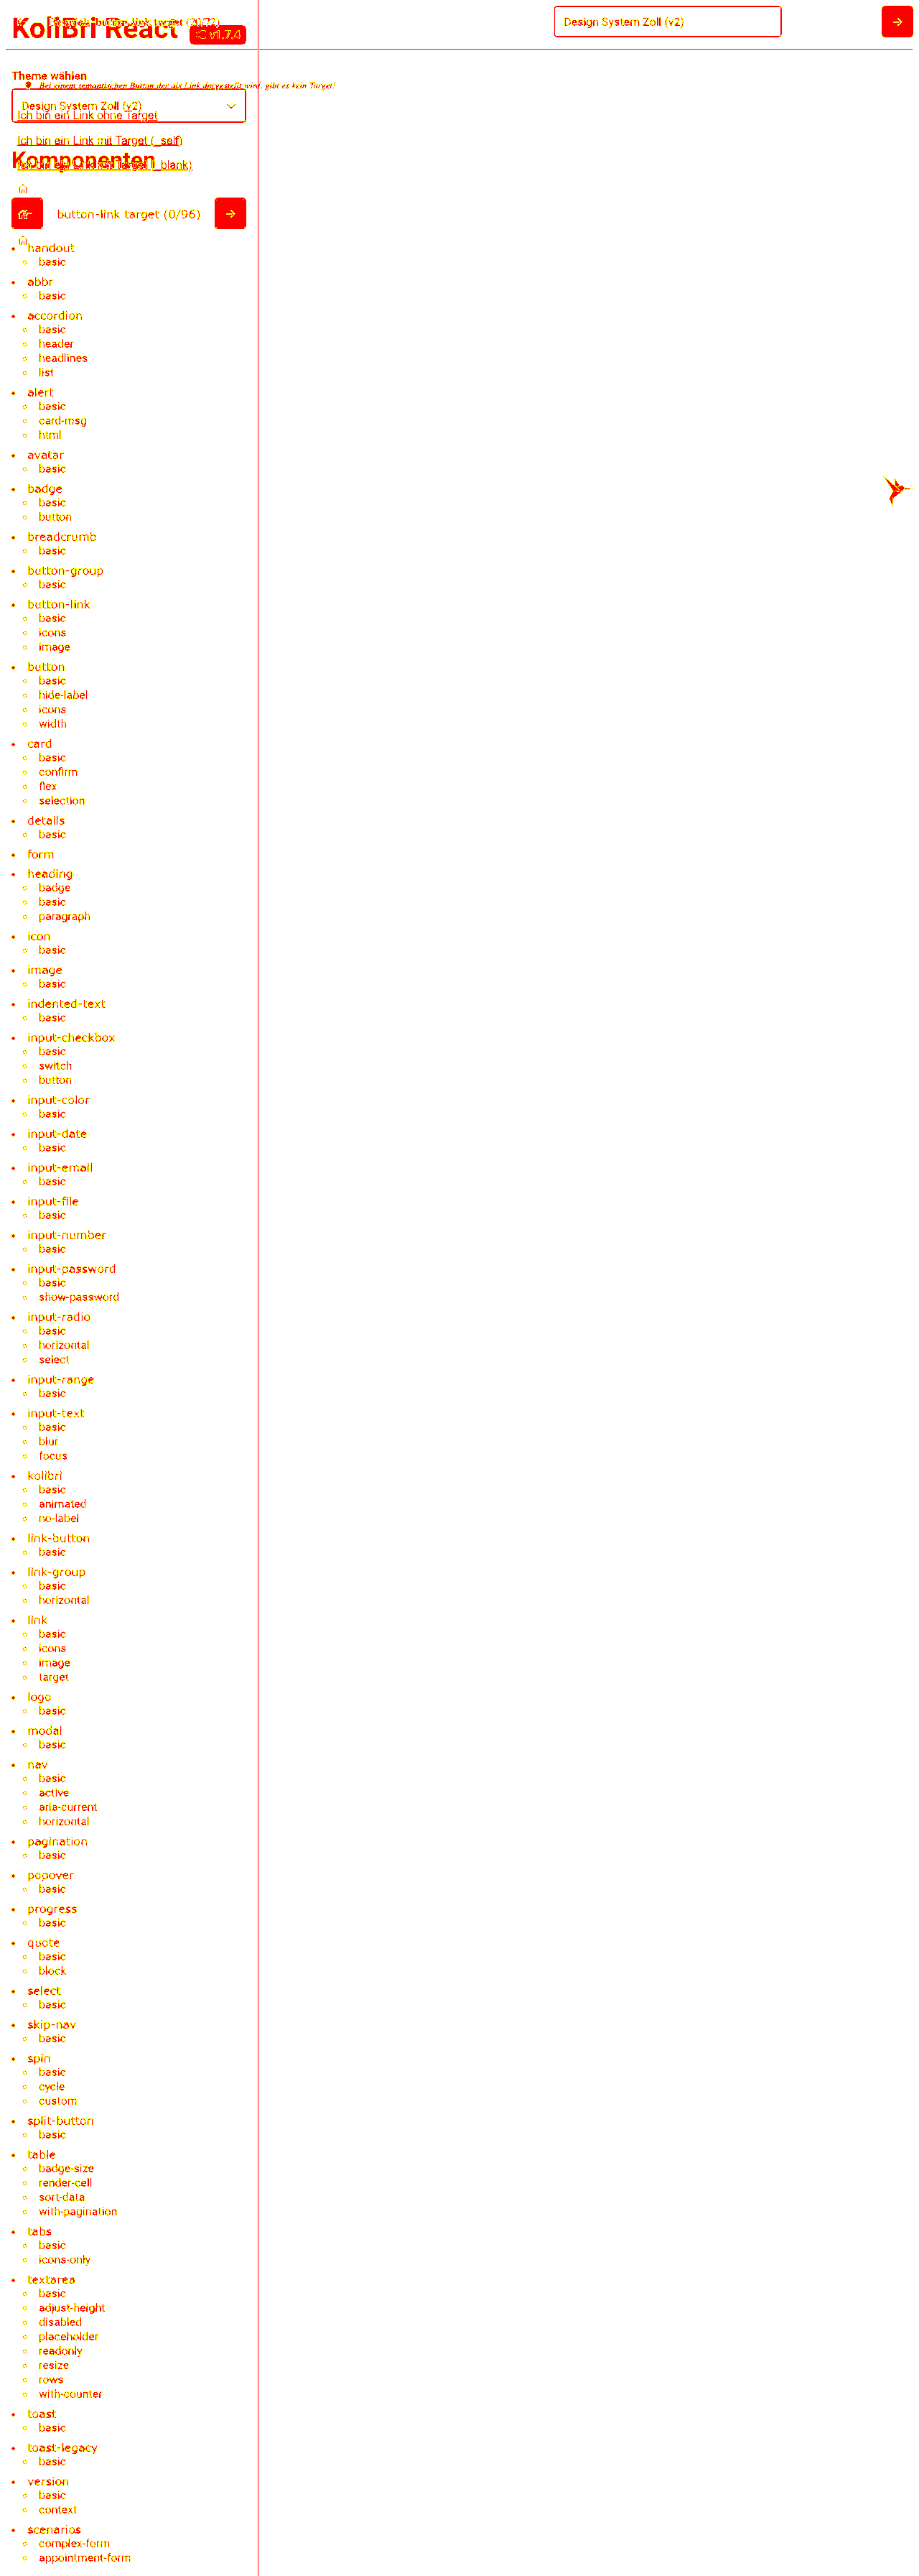 KoliBri React v1.7.4
Design System Zoll (v2)
Theme wählen
Bei einem semantischen Button der als Link dargestellt wird, gibt es kein Target!
Design System Zoll (v2)
Ich bin ein Link ohne Target
Ich bin ein Link mit Target (_self)
Komponenten
Ich bin ein Link mit Target (_blank)
button-link target (0/96)
handout
basic
abbr
basic
accordion
basic
header
headlines
list
alert
basic
card-msg
html
avatar
basic
badge
basic
button
breadcrumb
basic
button-group
basic
button-link
basic
icons
image
button
basic
hide-label
icons
width
card
basic
confirm
flex
selection
details
basic
form
heading
badge
basic
paragraph
icon
basic
image
basic
indented-text
basic
input-checkbox
basic
switch
button
input-color
basic
input-date
basic
input-email
basic
input-file
basic
input-number
basic
input-password
basic
show-password
input-radio
basic
horizontal
select
input-range
basic
input-text
basic
blur
focus
kolibri
basic
animated
no-label
link-button
basic
link-group
basic
horizontal
link
basic
icons
image
target
logo
basic
modal
basic
nav
basic
active
aria-current
horizontal
pagination
basic
popover
basic
progress
basic
quote
basic
block
select
basic
skip-nav
basic
spin
basic
cycle
custom
split-button
basic
table
badge-size
render-cell
sort-data
with-pagination
tabs
basic
icons-only
textarea
basic
adjust-height
disabled
placeholder
readonly
resize
rows
with-counter
toast
basic
toast-legacy
basic
version
basic
context
scenarios
complex-form
appointment-form